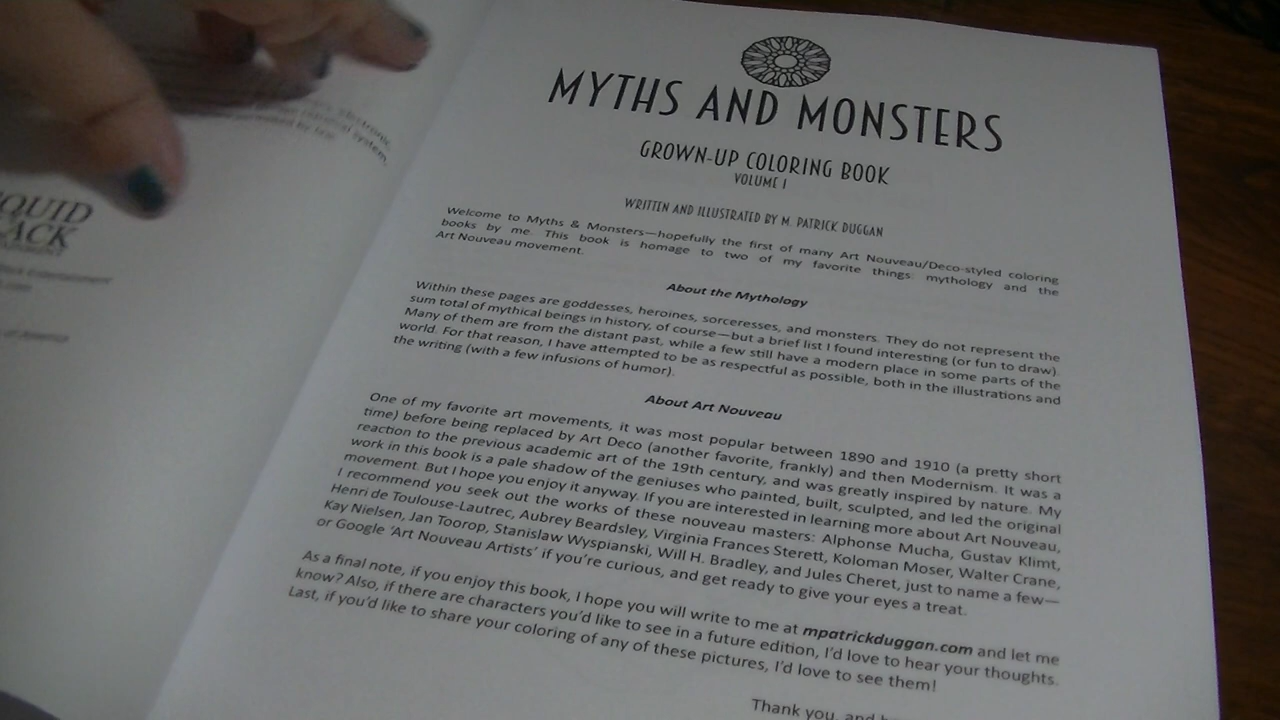 electronic,
retrieval system,
permitted by law.
QUID
ACK
Entertainment
.com
of America
MYTHS AND MONSTERS
GROWN-UP COLORING BOOK
VOLUME I
WRITTEN AND ILLUSTRATED BY M. PATRICK DUGGAN
Welcome to Myths & Monsters—hopefully the first of many Art Nouveau/Deco-styled coloring
books by me. This book is homage to two of my favorite things: mythology and the
Art Nouveau movement.
About the Mythology
Within these pages are goddesses, heroines, sorceresses, and monsters. They do not represent the
sum total of mythical beings in history, of course—but a brief list I found interesting (or fun to draw).
Many of them are from the distant past, while a few still have a modern place in some parts of the
world. For that reason, I have attempted to be as respectful as possible, both in the illustrations and
the writing (with a few infusions of humor).
About Art Nouveau
One of my favorite art movements, it was most popular between 1890 and 1910 (a pretty short
time) before being replaced by Art Deco (another favorite, frankly) and then Modernism. It was a
reaction to the previous academic art of the 19th century, and was greatly inspired by nature. My
work in this book is a pale shadow of the geniuses who painted, built, sculpted, and led the original
movement. But I hope you enjoy it anyway. If you are interested in learning more about Art Nouveau,
I recommend you seek out the works of these nouveau masters: Alphonse Mucha, Gustav Klimt,
Henri de Toulouse-Lautrec, Aubrey Beardsley, Virginia Frances Sterett, Koloman Moser, Walter Crane,
Kay Nielsen, Jan Toorop, Stanislaw Wyspianski, Will H. Bradley, and Jules Cheret, just to name a few—
or Google 'Art Nouveau Artists' if you're curious, and get ready to give your eyes a treat.
As a final note, if you enjoy this book, I hope you will write to me at mpatrickduggan.com and let me
know? Also, if there are characters you'd like to see in a future edition, I'd love to hear your thoughts.
Last, if you'd like to share your coloring of any of these pictures, I'd love to see them!
Thank you, and